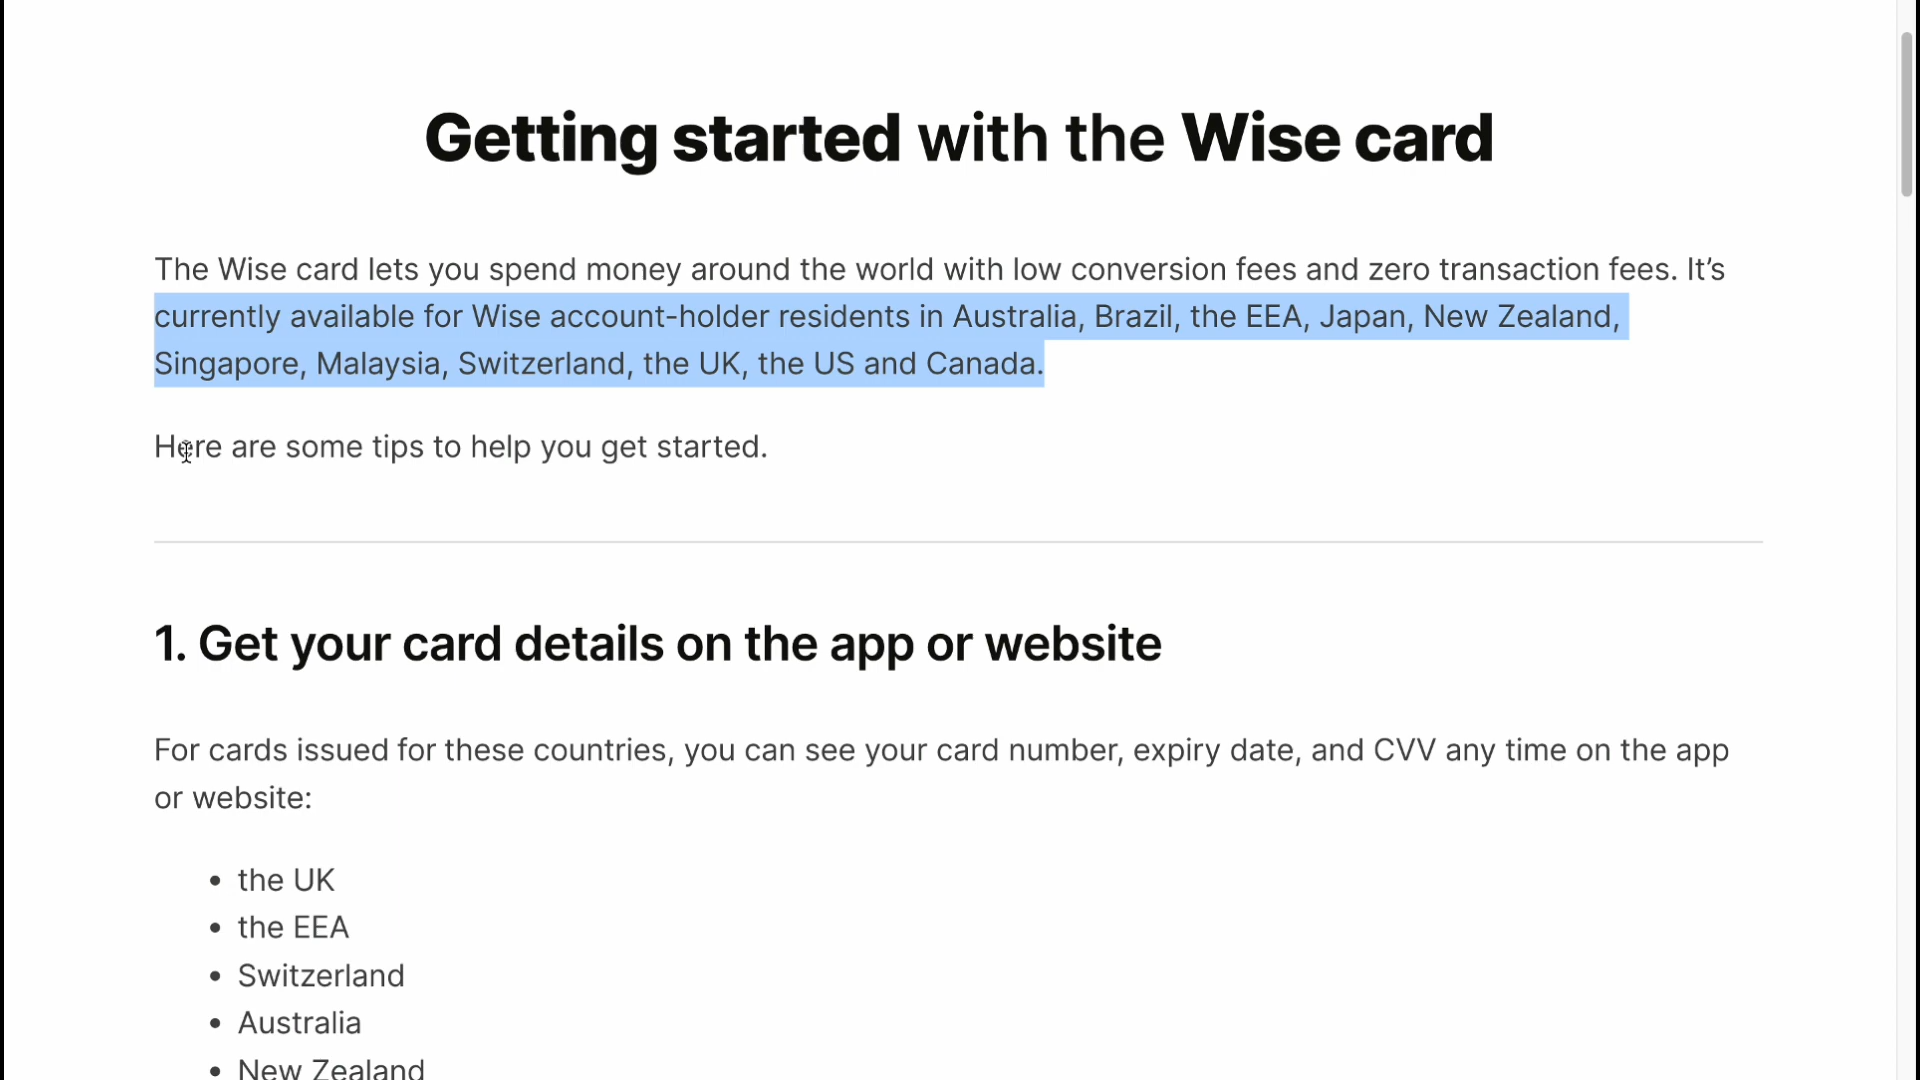 Getting started with the Wise card
The Wise card lets you spend money around the world with low conversion fees and zero transaction fees. It’s
currently available for Wise account-holder residents in Australia, Brazil, the EEA, Japan, New Zealand,
Singapore, Malaysia, Switzerland, the UK, the US and Canada.
Here are some tips to help you get started.
1. Get your card details on the app or website
For cards issued for these countries, you can see your card number, expiry date, and CVV any time on the app
or website:
• the UK
• the EEA
• Switzerland
• Australia
• New Zealand